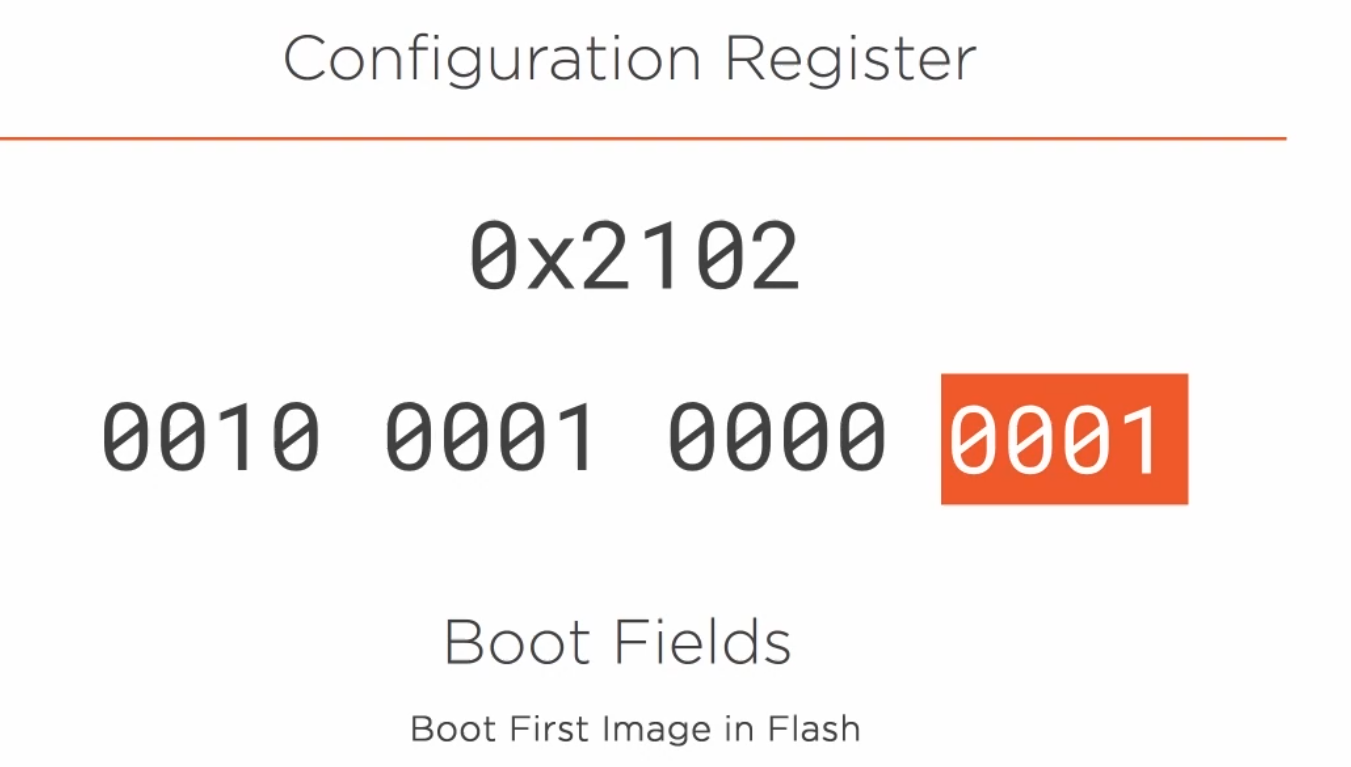 Configuration Register
0x2102
0010 0001 0000 0001
Boot Fields
Boot First Image in Flash